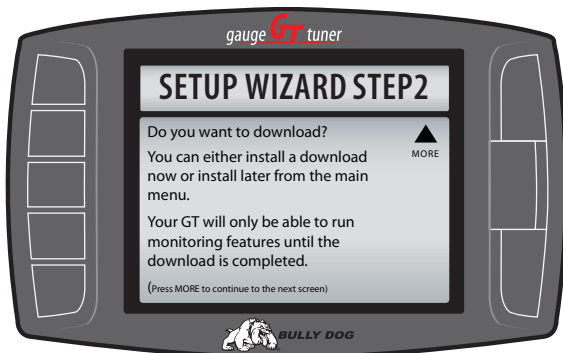 gauge GT tuner
SETUP WIZARD STEP2
Do you want to download?
You can either install a download
now or install later from the main
menu.
Your GT will only be able to run
monitoring features until the
download is completed.
(Press MORE to continue to the next screen)
MORE
BULLY DOG